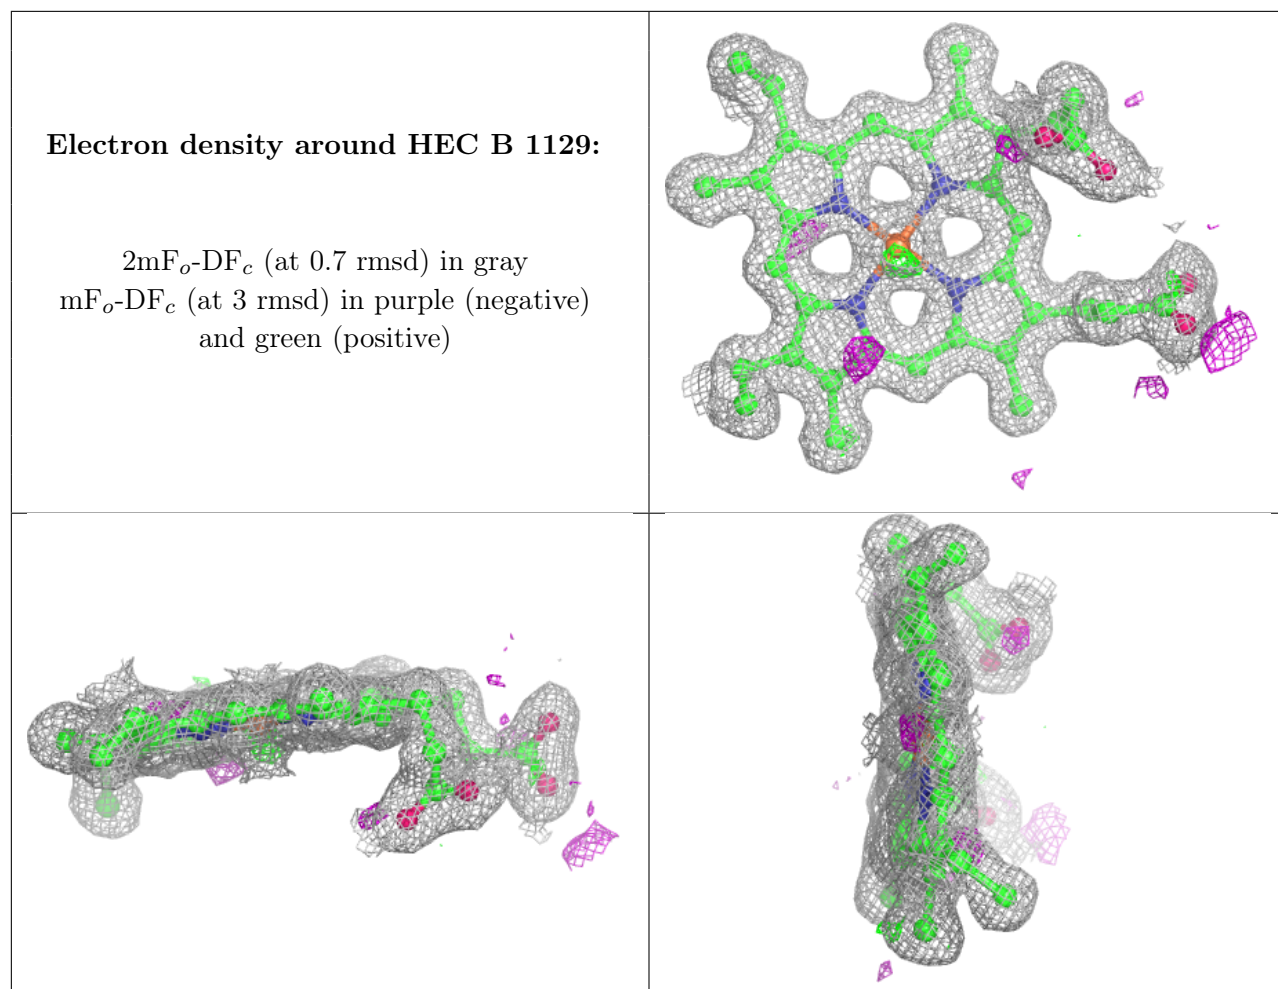 Electron density around HEC B 1129:
2mFo-DFc (at 0.7 rmsd) in gray
mFo-DFc (at 3 rmsd) in purple (negative)
and green (positive)